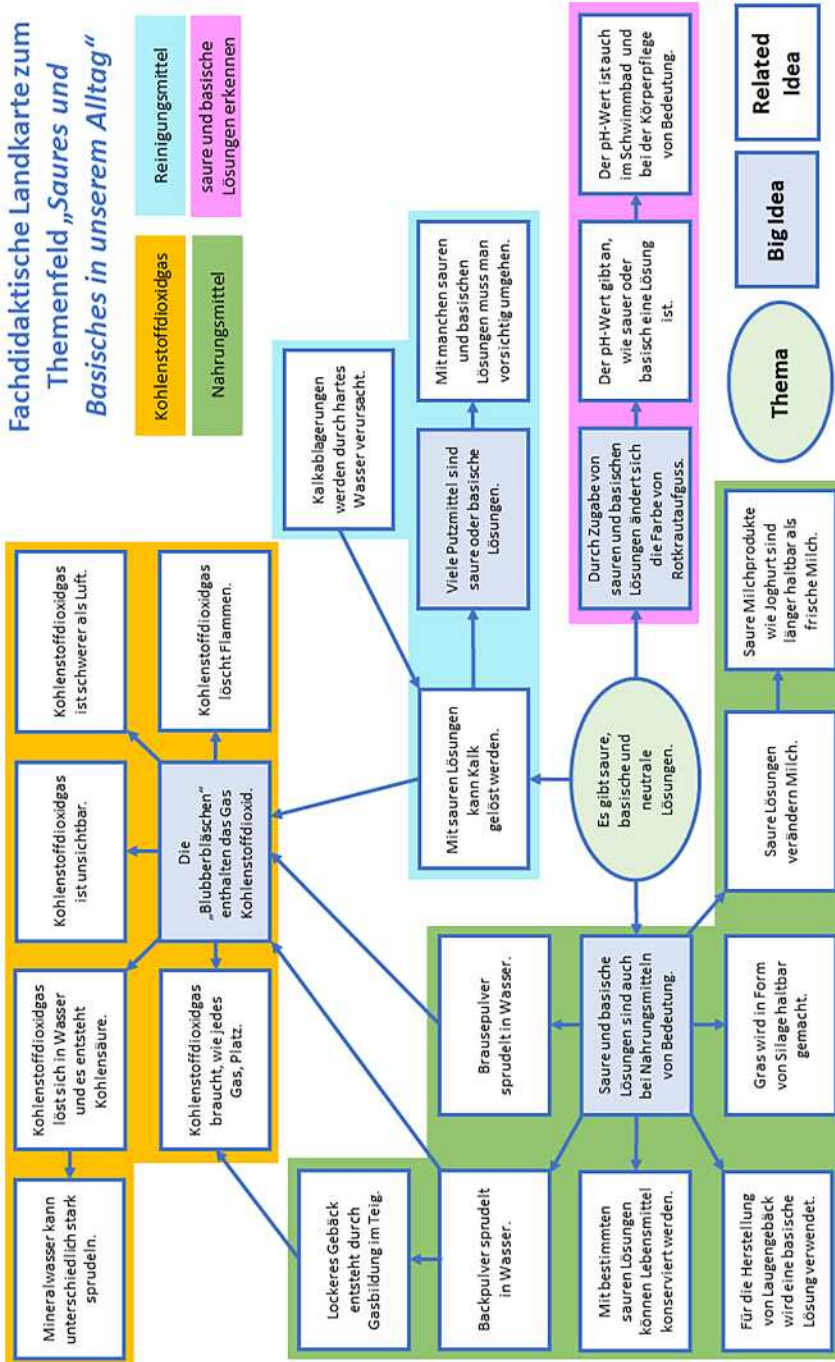 Fachdidaktische Landkarte zum
Themenfeld „Saures und
Basisches in unserem Alltag“
Kohlenstoffdioxidgas
Reinigungsmittel
Nahrungsmittel
saure und basische
Lösungen erkennen
Mineralwasser kann
unterschiedlich stark
sprudeln.
Kohlenstoffdioxidgas
löst sich in Wasser
und es entsteht
Kohlensäure.
Kohlenstoffdioxidgas
ist unsichtbar.
Kohlenstoffdioxidgas
ist schwerer als Luft.
Kohlenstoffdioxidgas
braucht, wie jedes
Gas, Platz.
Die
„Blubberbläschen“
enthalten das Gas
Kohlenstoffdioxid.
Kohlenstoffdioxidgas
löscht Flammen.
Lockeres Gebäck
entsteht durch
Gasbildung im Teig.
Kalkablagerungen
werden durch hartes
Wasser verursacht.
Backpulver sprudelt
in Wasser.
Brausepulver
sprudelt in Wasser.
Mit sauren Lösungen
kann Kalk
gelöst werden.
Viele Putzmittel sind
saure oder basische
Lösungen.
Mit manchen sauren
und basischen
Lösungen muss man
vorsichtig umgehen.
Mit bestimmten
sauren Lösungen
können Lebensmittel
konserviert werden.
Saure und basische
Lösungen sind auch
bei Nahrungsmitteln
von Bedeutung.
Es gibt saure,
basische und
neutrale
Lösungen.
Durch Zugabe von
sauren und basischen
Lösungen ändert sich
die Farbe von
Rotkrautaufguss.
Der pH-Wert gibt an,
wie sauer oder
basisch eine Lösung
ist.
Der pH-Wert ist auch
im Schwimmbad und
bei der Körperpflege
von Bedeutung.
Für die Herstellung
von Laugengebäck
wird eine basische
Lösung verwendet.
Gras wird in Form
von Silage haltbar
gemacht.
Saure Lösungen
verändern Milch.
Saure Milchprodukte
wie Joghurt sind
länger haltbar als
frische Milch.
Thema
Big Idea
Related
Idea